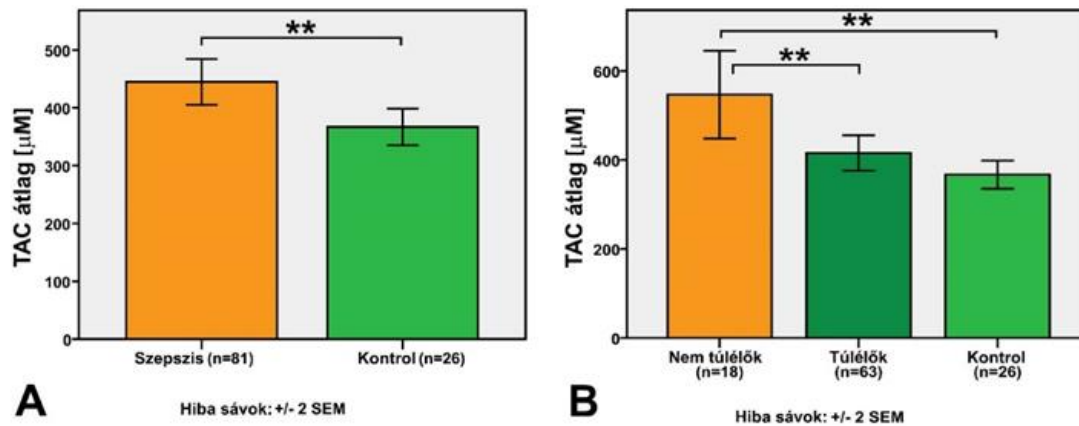 **
TAC átlag [µM]
500
400
300
200
100
0
Szepszis (n=81) Kontrol (n=26)
A
Hiba sávok: +/- 2 SEM
**
**
TAC átlag [µM]
600
400
200
0
Nem túlélők Túlélők Kontrol
(n=18) (n=63) (n=26)
B
Hiba sávok: +/- 2 SEM